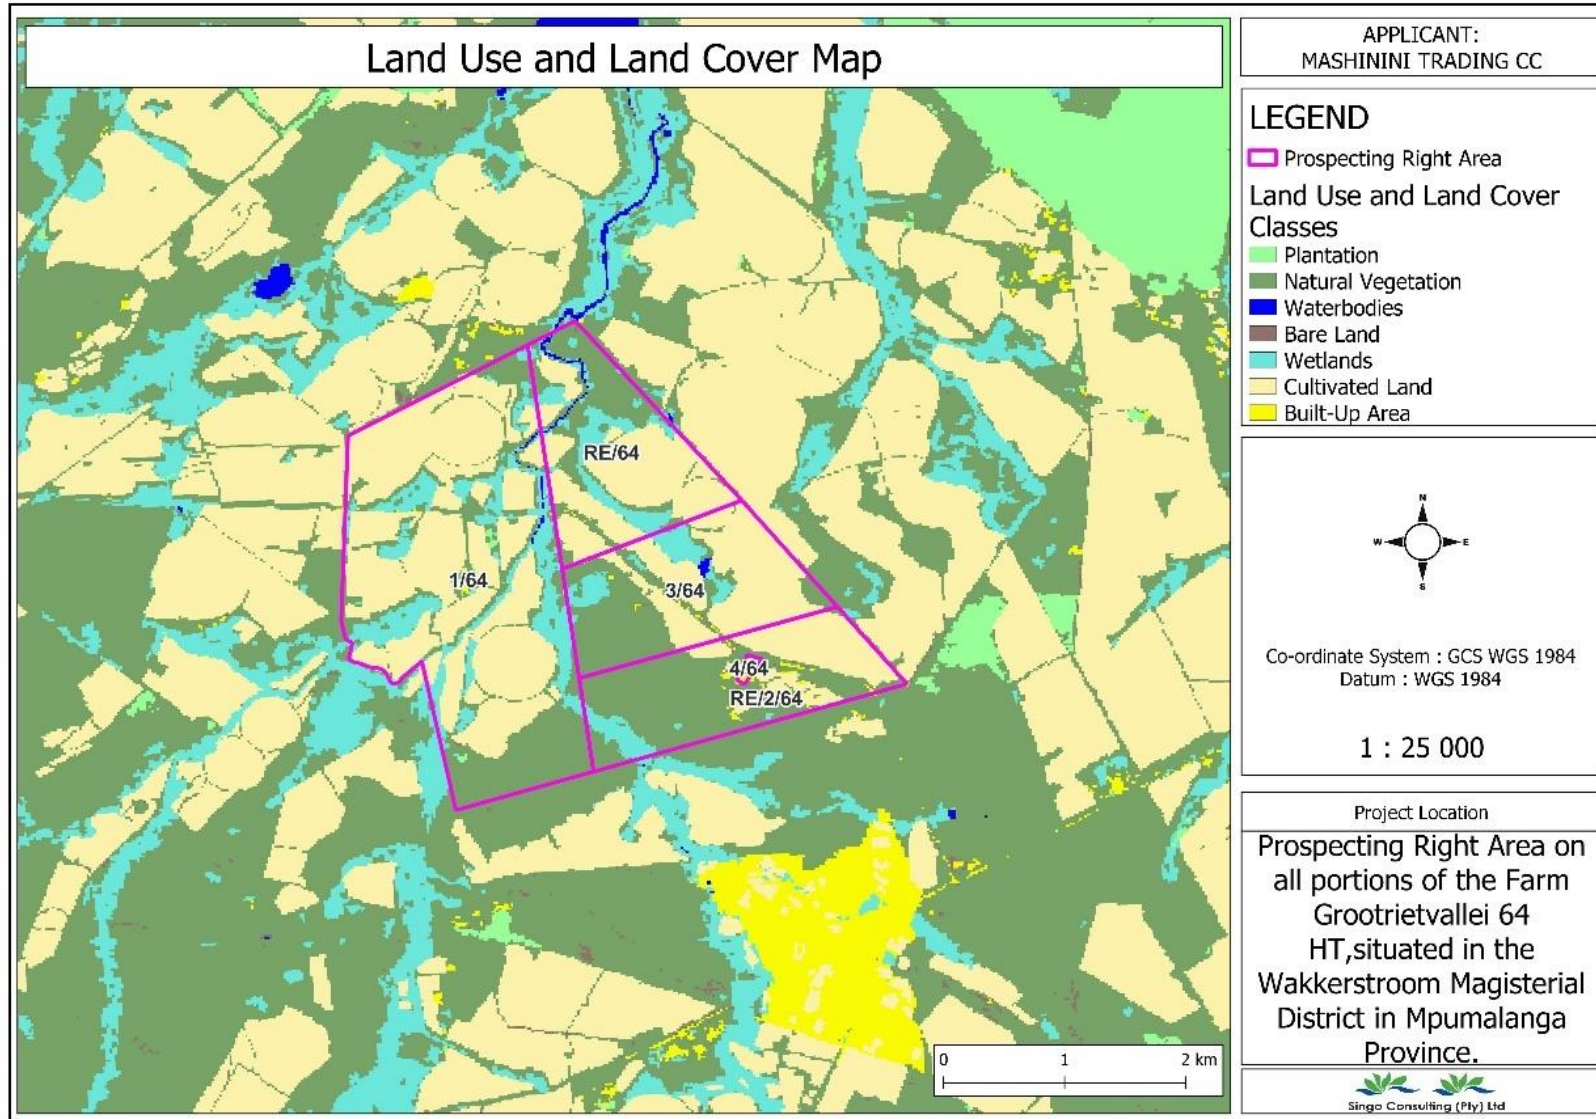 Land Use and Land Cover Map
RE/64
1/64
3/64
4/64
RE/2/64
0 1 2 km
APPLICANT:
MASHININI TRADING CC
LEGEND
Prospecting Right Area
Land Use and Land Cover
Classes
Plantation
Natural Vegetation
Waterbodies
Bare Land
Wetlands
Cultivated Land
Built-Up Area
N
W E
S
Co-ordinate System : GCS WGS 1984
Datum : WGS 1984
1 : 25 000
Project Location
Prospecting Right Area on
all portions of the Farm
Grootrietvallei 64
HT,situated in the
Wakkerstroom Magisterial
District in Mpumalanga
Province.
Singo Consulting (Pty) Ltd